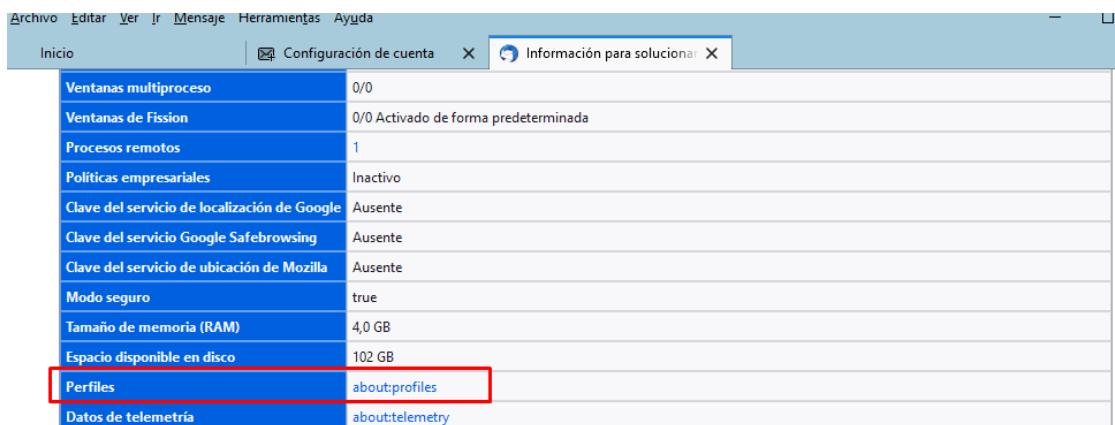 Archivo Editar Ver Ir Mensaje Herramientas Ayuda
Inicio Configuración de cuenta Información para solucionar
Ventanas multiproceso 0/0
Ventanas de Fission 0/0 Activado de forma predeterminada
Procesos remotos 1
Políticas empresariales Inactivo
Clave del servicio de localización de Google Ausente
Clave del servicio Google Safebrowsing Ausente
Clave del servicio de ubicación de Mozilla Ausente
Modo seguro true
Tamaño de memoria (RAM) 4,0 GB
Espacio disponible en disco 102 GB
Perfiles about:profiles
Datos de telemetría about:telemetry